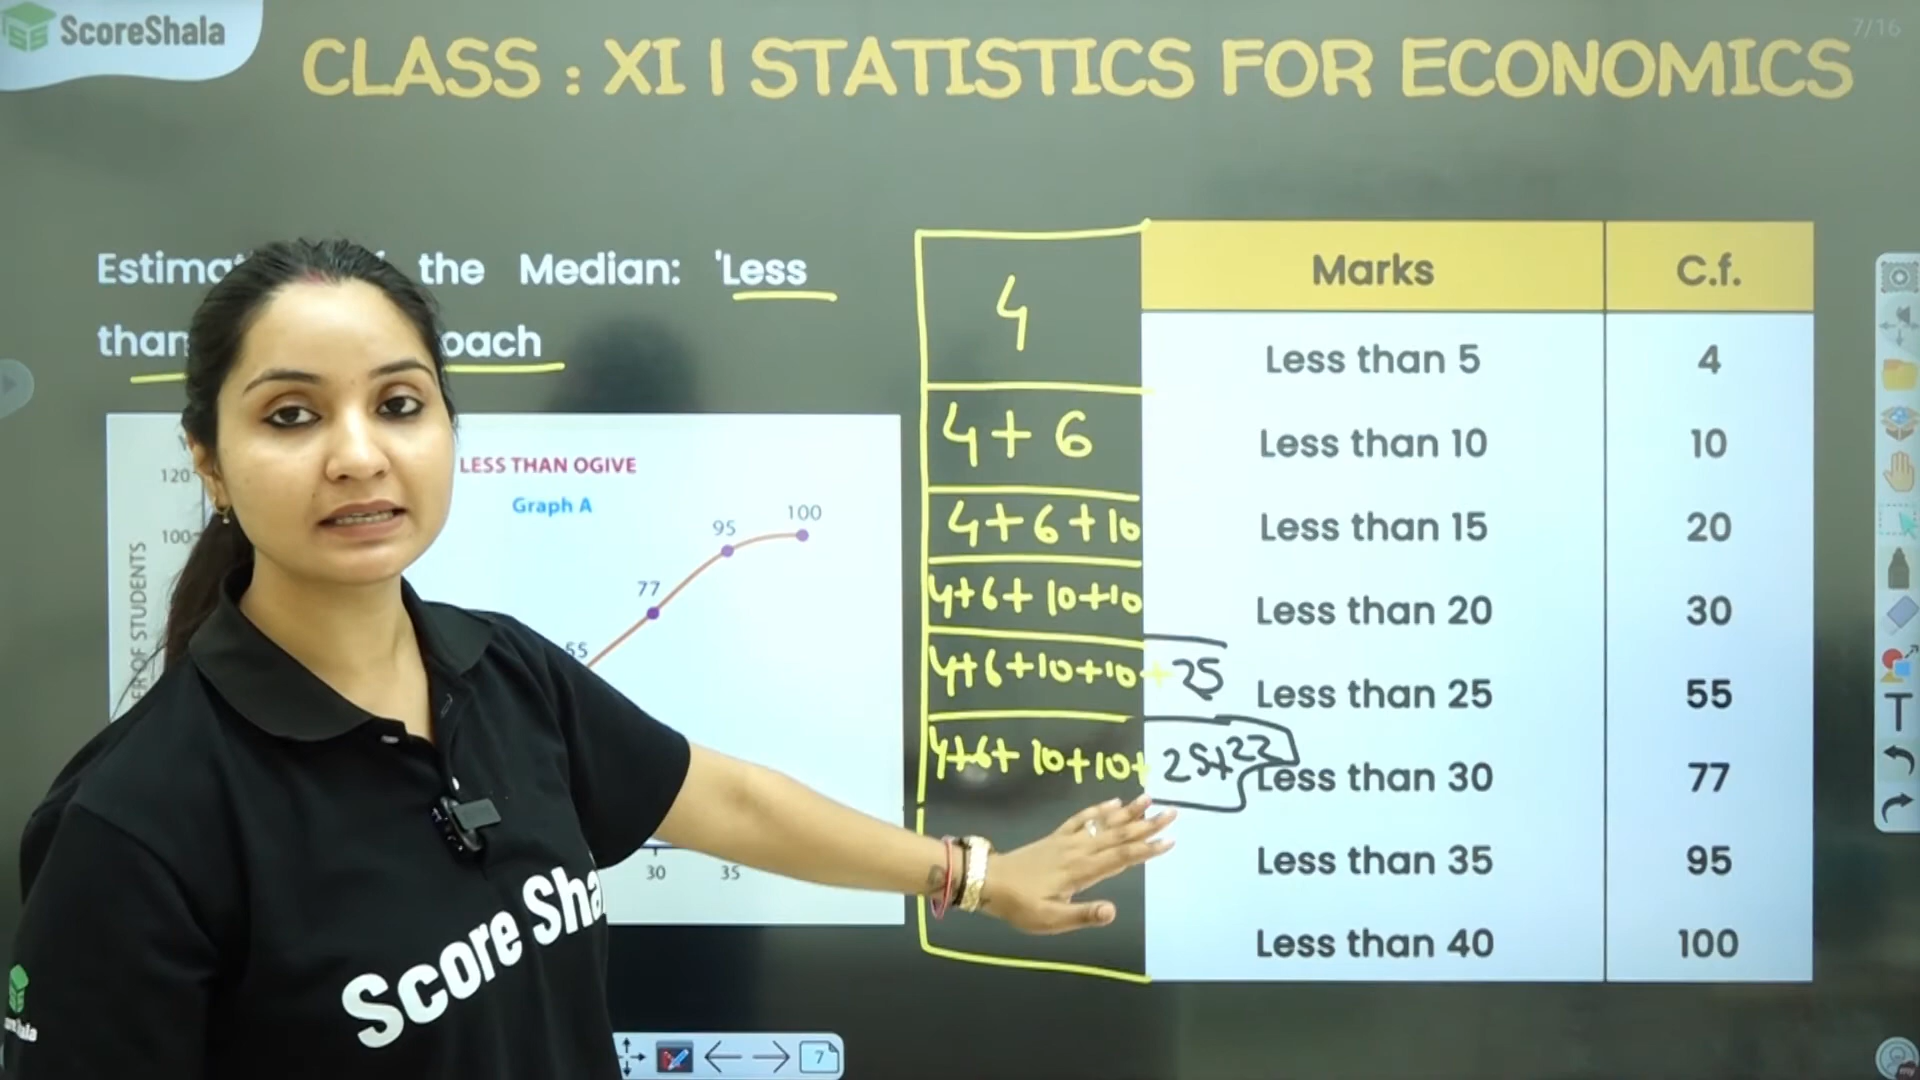 ScoreShala
7/16
CLASS : XI | STATISTICS FOR ECONOMICS
the Median: 'Less
than
LESS THAN OGIVE
Graph A
120
100
OF STUDENTS
55
77
95
100
30
35
4
4+6
4+6+10
4+6+10+10
4+6+10+10+25
4+6+10+10+25+22
Marks C.f.
Less than 5 4
Less than 10 10
Less than 15 20
Less than 20 30
Less than 25 55
Less than 30 77
Less than 35 95
Less than 40 100
Score
T
7